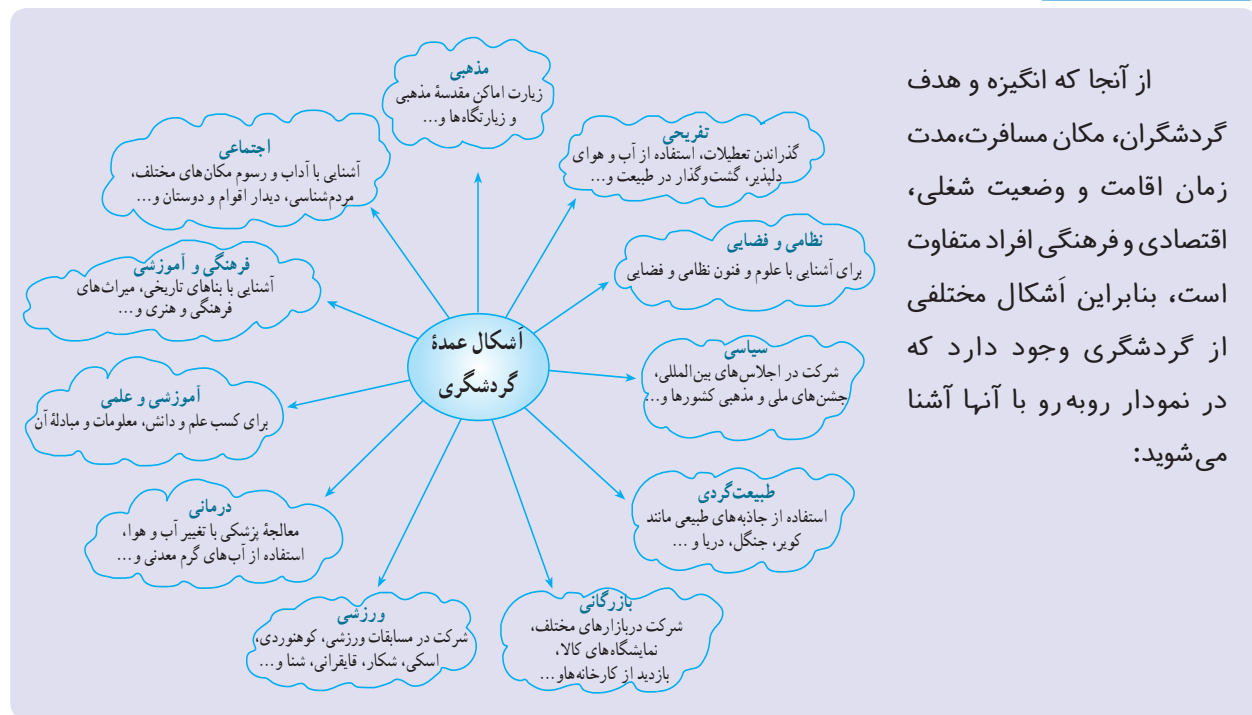 از آنجا که انگیزه و هدف
گردشگران، مکان مسافرت،مدت
زمان اقامت و وضعیت شغلی،
اقتصادی و فرهنگی افراد متفاوت
است، بنابراین اَشکال مختلفی
از گردشگری وجود دارد که
در نمودار روبه‌رو با آنها آشنا
می‌شوید:
اَشکال عمدهٔ
گردشگری
مذهبی
زیارت اماکن مقدسهٔ مذهبی
و زیارتگاه‌ها و...
تفریحی
گذراندن تعطیلات، استفاده از آب و هوای
دلپذیر، گشت‌وگذار در طبیعت و...
نظامی و فضایی
برای آشنایی با علوم و فنون نظامی و فضایی
سیاسی
شرکت در اجلاس‌های بین‌المللی،
جشن‌های ملی و مذهبی کشورها و...
طبیعت‌گردی
استفاده از جاذبه‌های طبیعی مانند
کویر، جنگل، دریا و ...
بازرگانی
شرکت دربازارهای مختلف،
نمایشگاه‌های کالا،
بازدید از کارخانه‌هاو...
ورزشی
شرکت در مسابقات ورزشی، کوهنوردی،
اسکی، شکار، قایقرانی، شنا و...
درمانی
معالجهٔ پزشکی با تغییر آب و هوا،
استفاده از آب‌های گرم معدنی و...
آموزشی و علمی
برای کسب علم و دانش، معلومات و مبادلهٔ آن
فرهنگی و آموزشی
آشنایی با بناهای تاریخی، میراث‌های
فرهنگی و هنری و...
اجتماعی
آشنایی با آداب و رسوم مکان‌های مختلف،
مردم‌شناسی، دیدار اقوام و دوستان و...